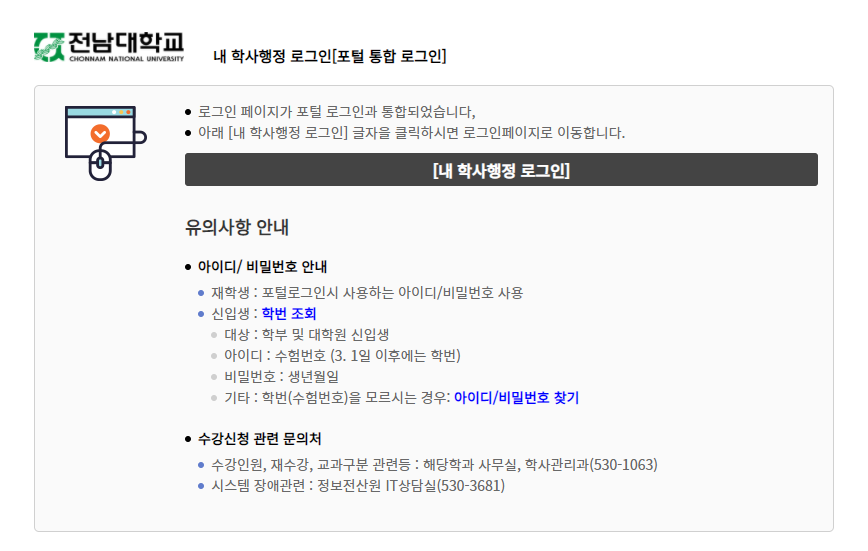 전남대학교
CHONNAM NATIONAL UNIVERSITY
내 학사행정 로그인[포털 통합 로그인]
로그인 페이지가 포털 로그인과 통합되었습니다,
아래 [내 학사행정 로그인] 글자을 클릭하시면 로그인페이지로 이동합니다.
[내 학사행정 로그인]
유의사항 안내
아이디/ 비밀번호 안내
재학생 : 포털로그인시 사용하는 아이디/비밀번호 사용
신입생 : 학번 조회
대상 : 학부 및 대학원 신입생
아이디 : 수험번호 (3. 1일 이후에는 학번)
비밀번호 : 생년월일
기타 : 학번(수험번호)을 모르시는 경우: 아이디/비밀번호 찾기
수강신청 관련 문의처
수강인원, 재수강, 교과구분 관련등 : 해당학과 사무실, 학사관리과(530-1063)
시스템 장애관련 : 정보전산원 IT상담실(530-3681)